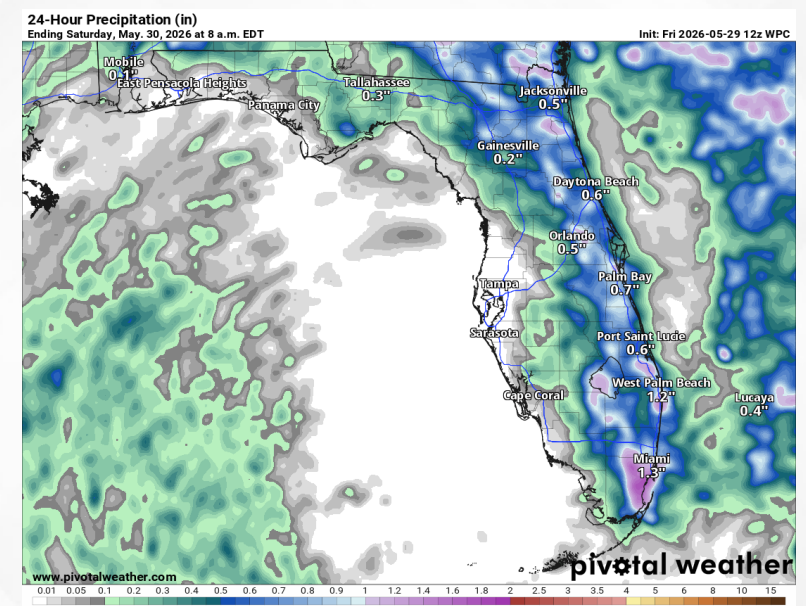 24-Hour Precipitation (in)
Ending Saturday, May. 30, 2026 at 8 a.m. EDT
Init: Fri 2026-05-29 12z WPC
Mobile
0.1"
East Pensacola Heights
Panama City
Tallahassee
0.3"
Jacksonville
0.5"
Gainesville
0.2"
Daytona Beach
0.6"
Orlando
0.5"
Palm Bay
0.7"
Tampa
Sarasota
Port Saint Lucie
0.6"
West Palm Beach
1.2"
Cape Coral
Lucaya
0.4"
Miami
1.3"
www.pivotalweather.com
pivotal weather
0.01 0.05 0.1 0.2 0.3 0.4 0.5 0.6 0.7 0.8 0.9 1 1.2 1.4 1.6 1.8 2 2.5 3 3.5 4 5 6 7 8 9 10 15